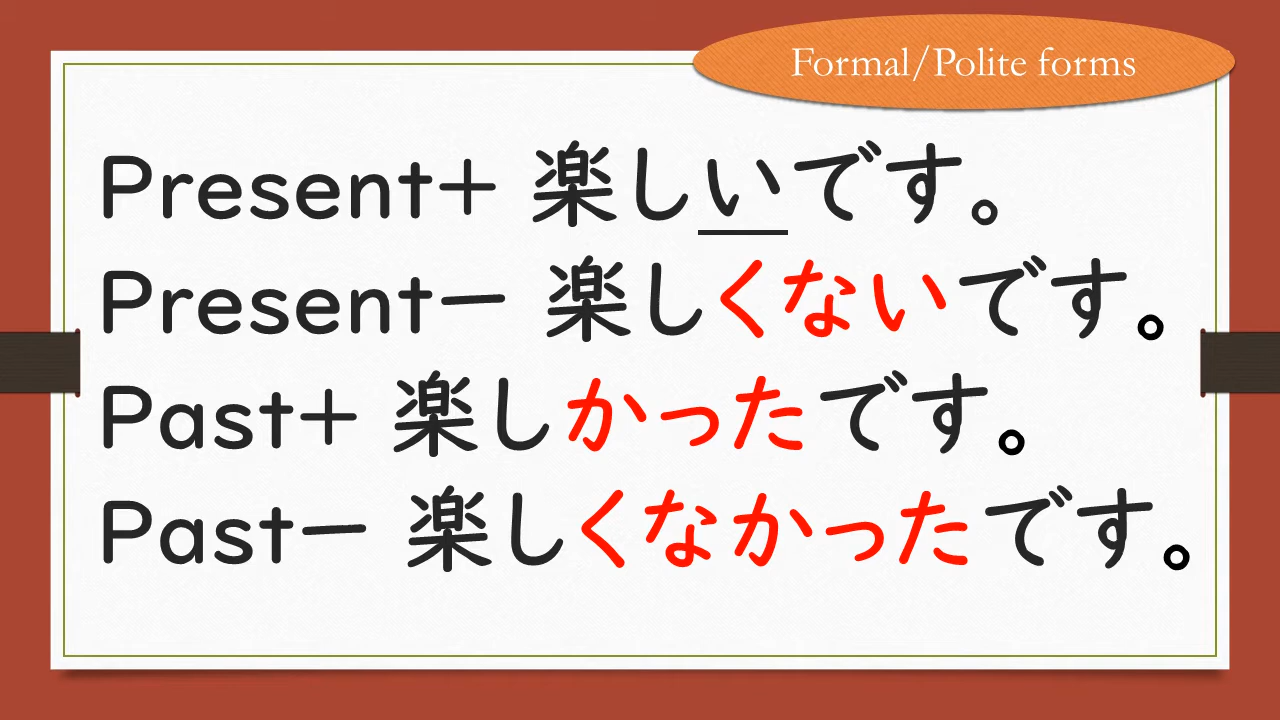 Formal/Polite forms
Present+ 楽しいです。
Present− 楽しくないです。
Past+ 楽しかったです。
Past− 楽しくなかったです。